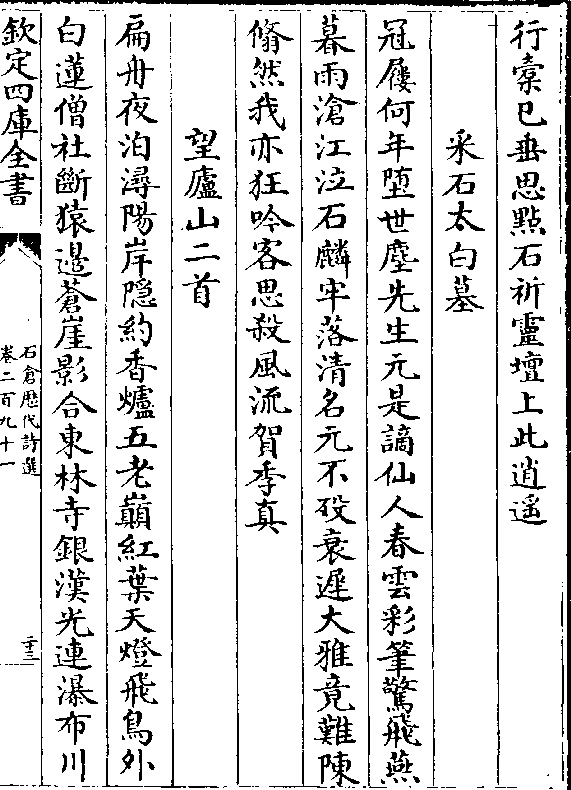 行橐已垂思點石祈靈壇上此逍遥
采石太白墓
冠屨何年墮世塵先生元是謫仙人春雲彩筆驚飛燕
暮雨滄江泣石麟牢落清名元不歿衰遲大雅竟難陳
翛然我亦狂吟客思殺風流賀季真
望廬山二首
扁舟夜泊潯陽岸隠約香爐五老巔紅葉天燈飛鳥外
白蓮僧社斷猿邉蒼崖影合東林寺銀漢光連瀑布川
欽定四庫全書
石倉歴代詩選
卷二百九十一
二十三